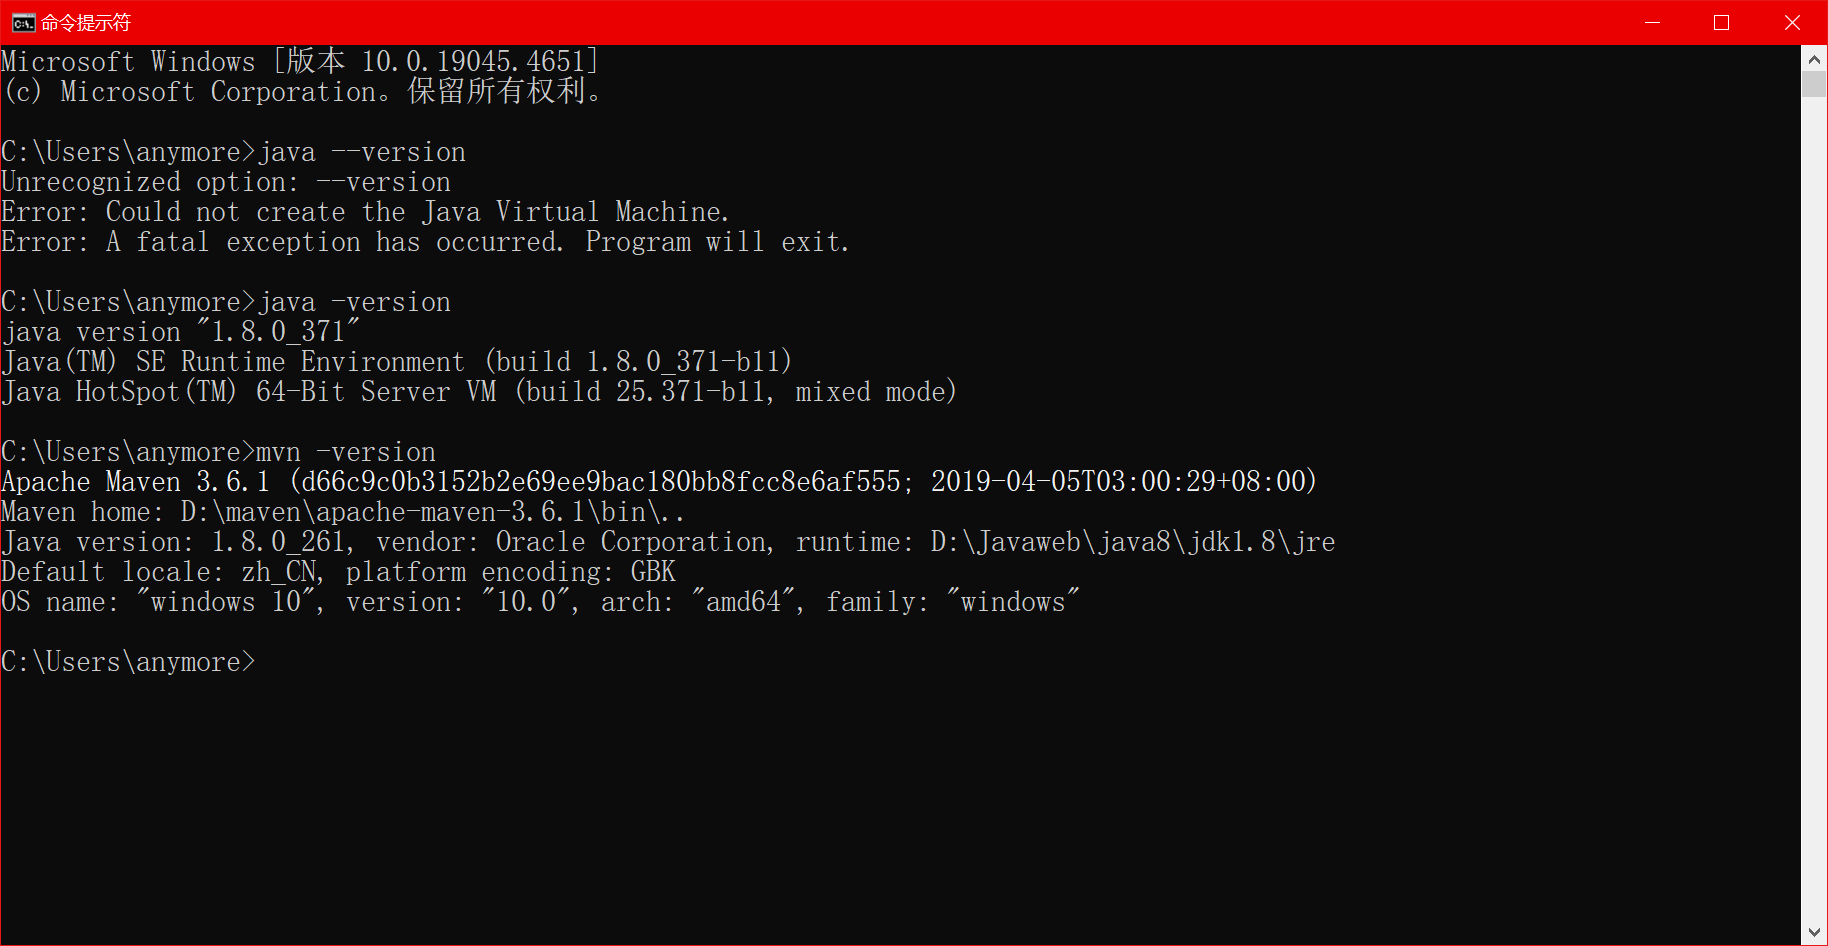 命令提示符
Microsoft Windows [版本 10.0.19045.4651]
(c) Microsoft Corporation。保留所有权利。
C:\Users\anymore>java --version
Unrecognized option: --version
Error: Could not create the Java Virtual Machine.
Error: A fatal exception has occurred. Program will exit.
C:\Users\anymore>java -version
java version "1.8.0_371"
Java(TM) SE Runtime Environment (build 1.8.0_371-b11)
Java HotSpot(TM) 64-Bit Server VM (build 25.371-b11, mixed mode)
C:\Users\anymore>mvn -version
Apache Maven 3.6.1 (d66c9c0b3152b2e69ee9bac180bb8fcc8e6af555; 2019-04-05T03:00:29+08:00)
Maven home: D:\maven\apache-maven-3.6.1\bin\..
Java version: 1.8.0_261, vendor: Oracle Corporation, runtime: D:\Javaweb\java8\jdk1.8\jre
Default locale: zh_CN, platform encoding: GBK
OS name: "windows 10", version: "10.0", arch: "amd64", family: "windows"
C:\Users\anymore>